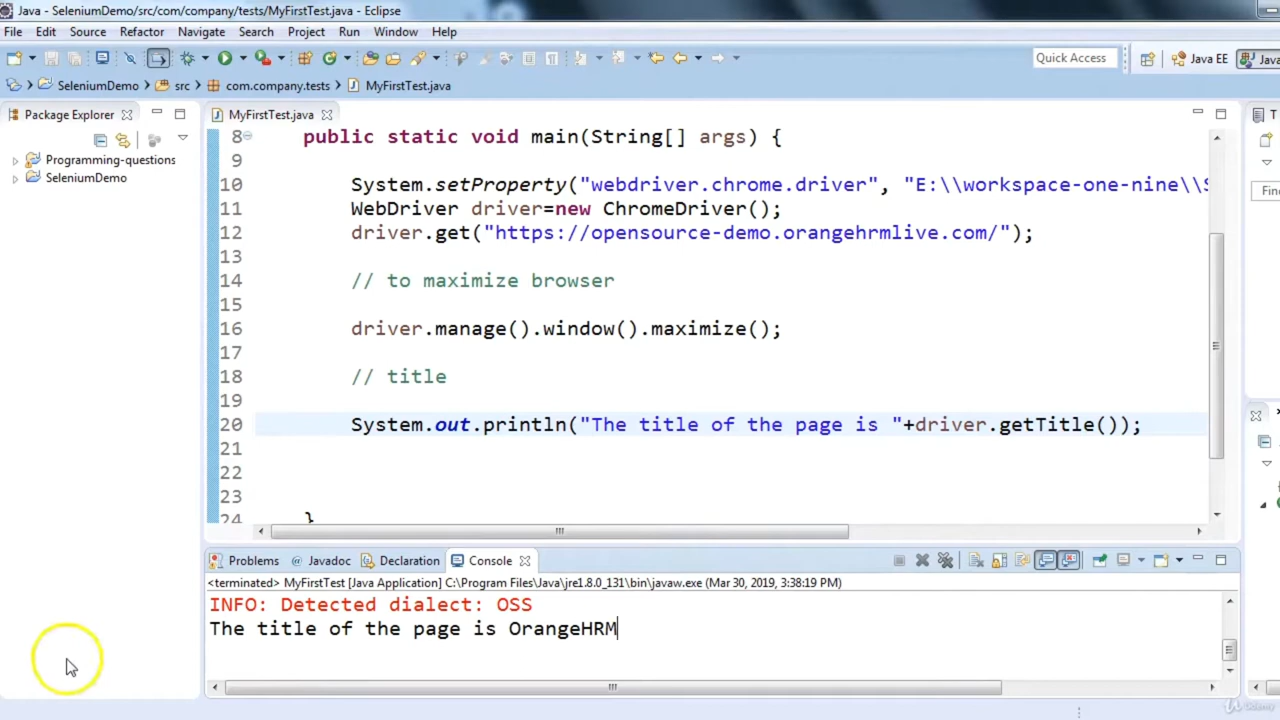 Java - SeleniumDemo/src/com/company/tests/MyFirstTest.java - Eclipse
File Edit Source Refactor Navigate Search Project Run Window Help
Quick Access Java EE Java
SeleniumDemo src com.company.tests MyFirstTest.java
Package Explorer MyFirstTest.java T
8 public static void main(String[] args) {
Programming-questions
9
SeleniumDemo
10 System.setProperty("webdriver.chrome.driver", "E:\\workspace-one-nine\\S
11 WebDriver driver=new ChromeDriver();
12 driver.get("https://opensource-demo.orangehrmlive.com/");
13
14 // to maximize browser
15
16 driver.manage().window().maximize();
17
18 // title
19
20 System.out.println("The title of the page is "+driver.getTitle());
21
22
23
24 }
Problems @ Javadoc Declaration Console
<terminated> MyFirstTest [Java Application] C:\Program Files\Java\jre1.8.0_131\bin\javaw.exe (Mar 30, 2019, 3:38:19 PM)
INFO: Detected dialect: OSS
The title of the page is OrangeHRM
Udemy